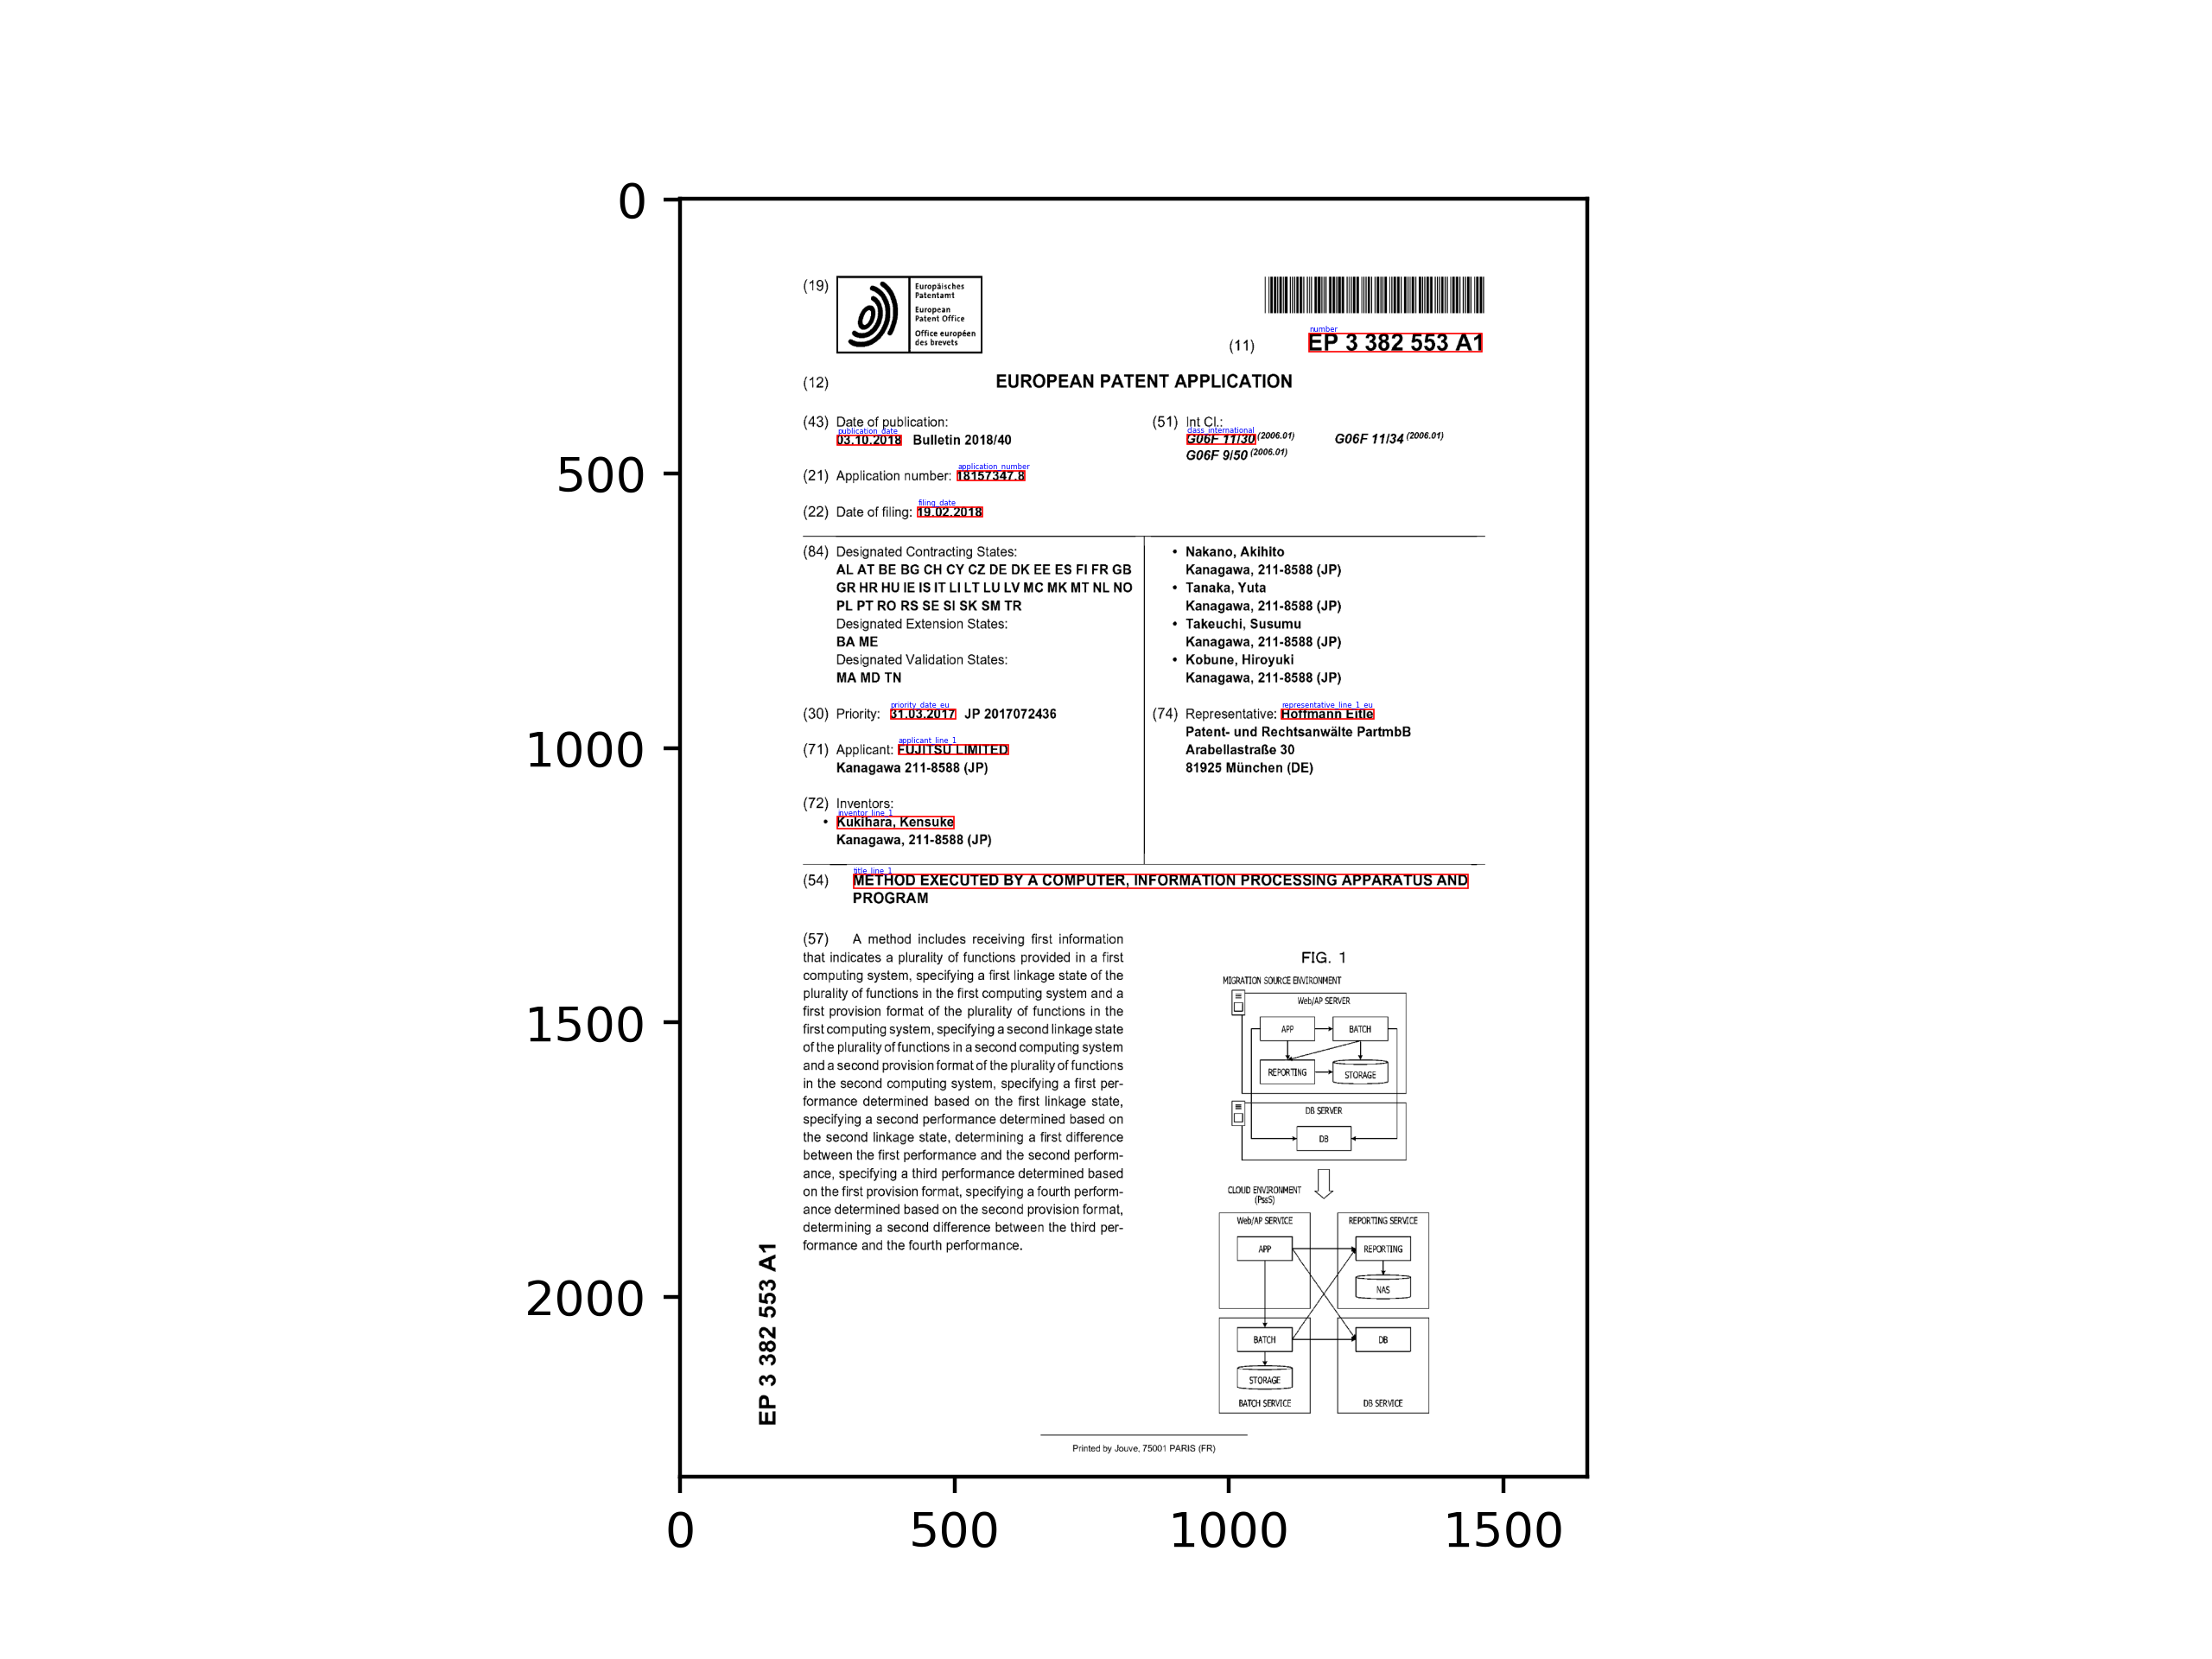 0
500
1000
1500
2000
0
500
1000
1500
(19)
Europäisches
Patentamt
European
Patent Office
Office européen
des brevets
number
(11)
EP 3 382 553 A1
(12)
EUROPEAN PATENT APPLICATION
(43) Date of publication:
publication_date
03.10.2018 Bulletin 2018/40
(21) Application number: 18157347.8
application_number
(22) Date of filing: 19.02.2018
filing_date
(51) Int Cl.:
class_international
G06F 11/30 (2006.01) G06F 11/34 (2006.01)
G06F 9/50 (2006.01)
(84) Designated Contracting States:
AL AT BE BG CH CY CZ DE DK EE ES FI FR GB
GR HR HU IE IS IT LI LT LU LV MC MK MT NL NO
PL PT RO RS SE SI SK SM TR
Designated Extension States:
BA ME
Designated Validation States:
MA MD TN
(30) Priority: 31.03.2017 JP 2017072436
priority_date_eu
(71) Applicant: FUJITSU LIMITED
applicant_line_1
Kanagawa 211-8588 (JP)
(72) Inventors:
inventor_line_1
• Kukihara, Kensuke
Kanagawa, 211-8588 (JP)
• Nakano, Akihito
Kanagawa, 211-8588 (JP)
• Tanaka, Yuta
Kanagawa, 211-8588 (JP)
• Takeuchi, Susumu
Kanagawa, 211-8588 (JP)
• Kobune, Hiroyuki
Kanagawa, 211-8588 (JP)
(74) Representative: Hoffmann Eitle
representative_line_1_eu
Patent- und Rechtsanwälte PartmbB
Arabellastraße 30
81925 München (DE)
title_line_1
(54) METHOD EXECUTED BY A COMPUTER, INFORMATION PROCESSING APPARATUS AND
PROGRAM
(57) A method includes receiving first information
that indicates a plurality of functions provided in a first
computing system, specifying a first linkage state of the
plurality of functions in the first computing system and a
first provision format of the plurality of functions in the
first computing system, specifying a second linkage state
of the plurality of functions in a second computing system
and a second provision format of the plurality of functions
in the second computing system, specifying a first per-
formance determined based on the first linkage state,
specifying a second performance determined based on
the second linkage state, determining a first difference
between the first performance and the second perform-
ance, specifying a third performance determined based
on the first provision format, specifying a fourth perform-
ance determined based on the second provision format,
determining a second difference between the third per-
formance and the fourth performance.
FIG. 1
MIGRATION SOURCE ENVIRONMENT
Web/AP SERVER
APP
BATCH
REPORTING
STORAGE
DB SERVER
DB
CLOUD ENVIRONMENT
(PssS)
Web/AP SERVICE
REPORTING SERVICE
APP
REPORTING
NAS
BATCH
DB
STORAGE
BATCH SERVICE
DB SERVICE
EP 3 382 553 A1
Printed by Jouve, 75001 PARIS (FR)